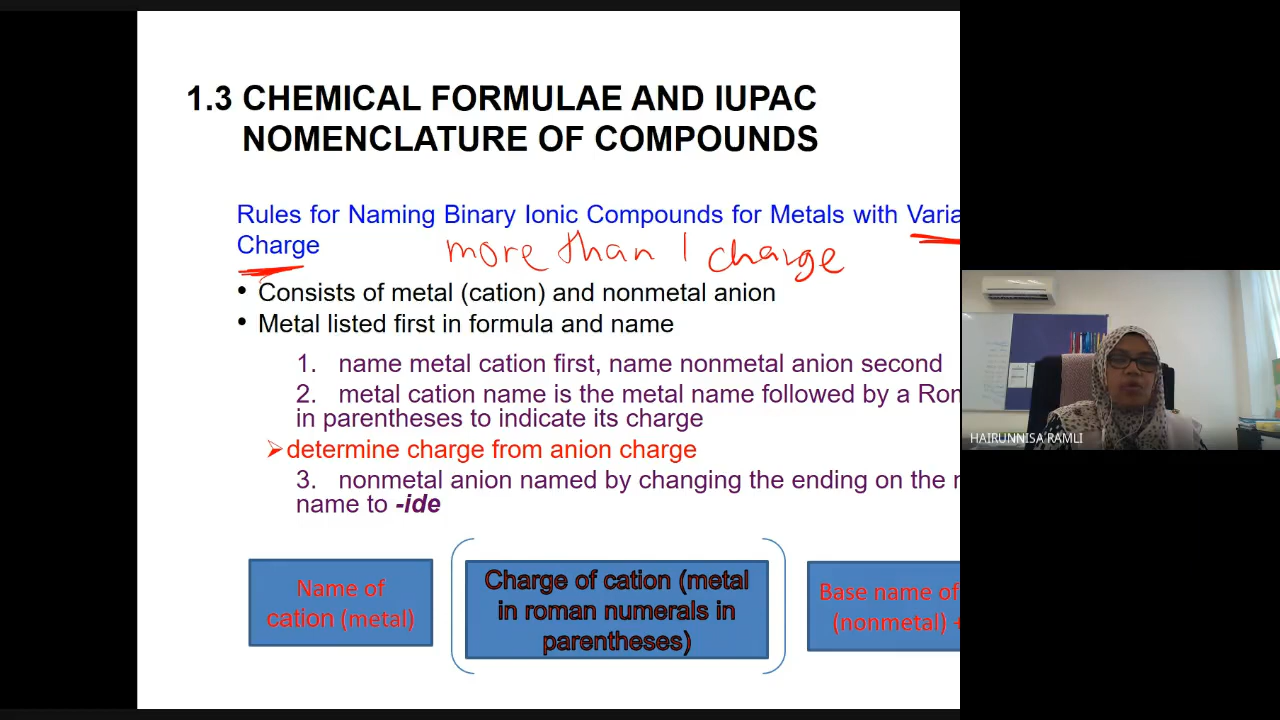 1.3 CHEMICAL FORMULAE AND IUPAC
NOMENCLATURE OF COMPOUNDS
Rules for Naming Binary Ionic Compounds for Metals with
Charge
more than 1 charge
• Consists of metal (cation) and nonmetal anion
• Metal listed first in formula and name
1. name metal cation first, name nonmetal anion second
2. metal cation name is the metal name followed by a
in parentheses to indicate its charge
➢determine charge from anion charge
3. nonmetal anion named by changing the ending on the
name to -ide
Name of
cation (metal)
Charge of cation (metal
in roman numerals in
parentheses)
Base name of
(nonmetal) +
HAIRUNNISA RAMLI